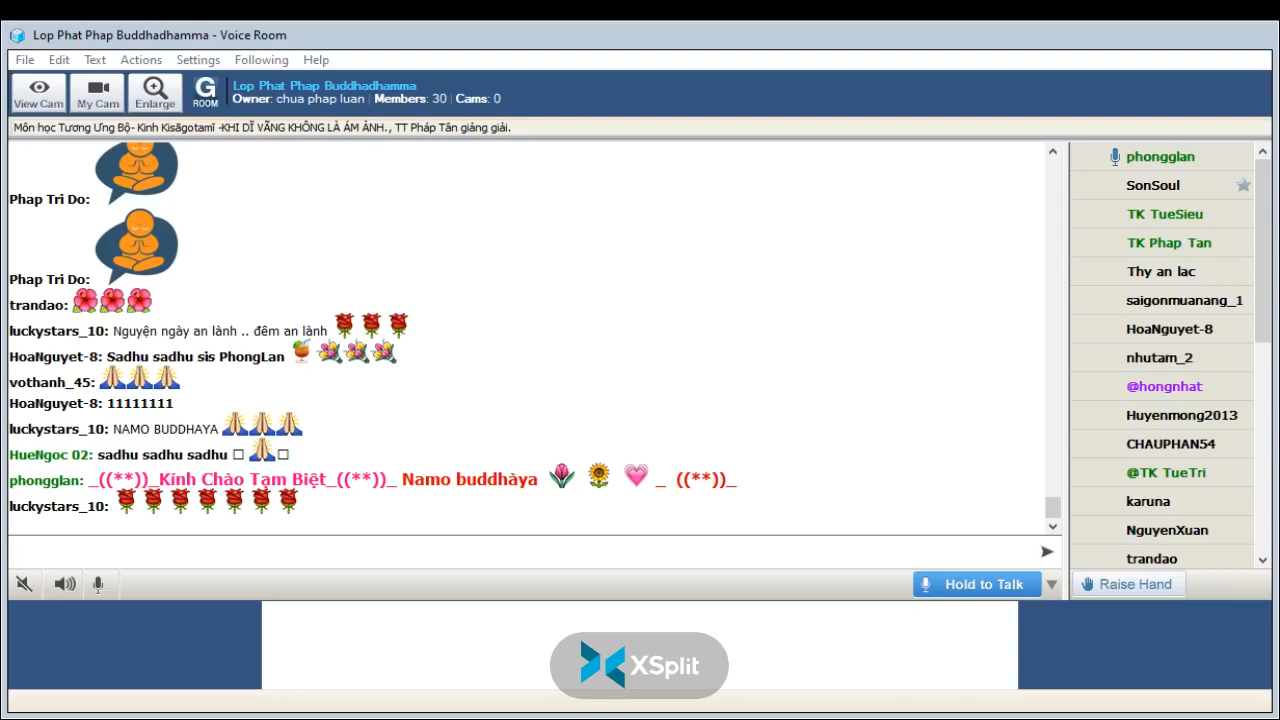 Lop Phat Phap Buddhadhamma - Voice Room
File Edit Text Actions Settings Following Help
View Cam My Cam Enlarge G ROOM
Lop Phat Phap Buddhadhamma
Owner: chua phap luan | Members: 30 | Cams: 0
Môn học Tương Ưng Bộ- Kinh Kisāgotamī -KHI DĨ VÃNG KHÔNG LÀ ÁM ẢNH., TT Pháp Tân giảng giải.
Phap Tri Do:
Phap Tri Do:
trandao:
luckystars_10: Nguyện ngày an lành .. đêm an lành
HoaNguyet-8: Sadhu sadhu sis PhongLan
vothanh_45:
HoaNguyet-8: 11111111
luckystars_10: NAMO BUDDHAYA
HueNgoc 02: sadhu sadhu sadhu
phongglan: _((**))_Kính Chào Tạm Biệt_((**))_ Namo buddhàya _ ((**))_
luckystars_10:
phongglan
SonSoul
TK TueSieu
TK Phap Tan
Thy an lac
saigonmuanang_1
HoaNguyet-8
nhutam_2
@hongnhat
Huyenmong2013
CHAUPHAN54
@TK TueTri
karuna
NguyenXuan
trandao
Hold to Talk
Raise Hand
XSplit